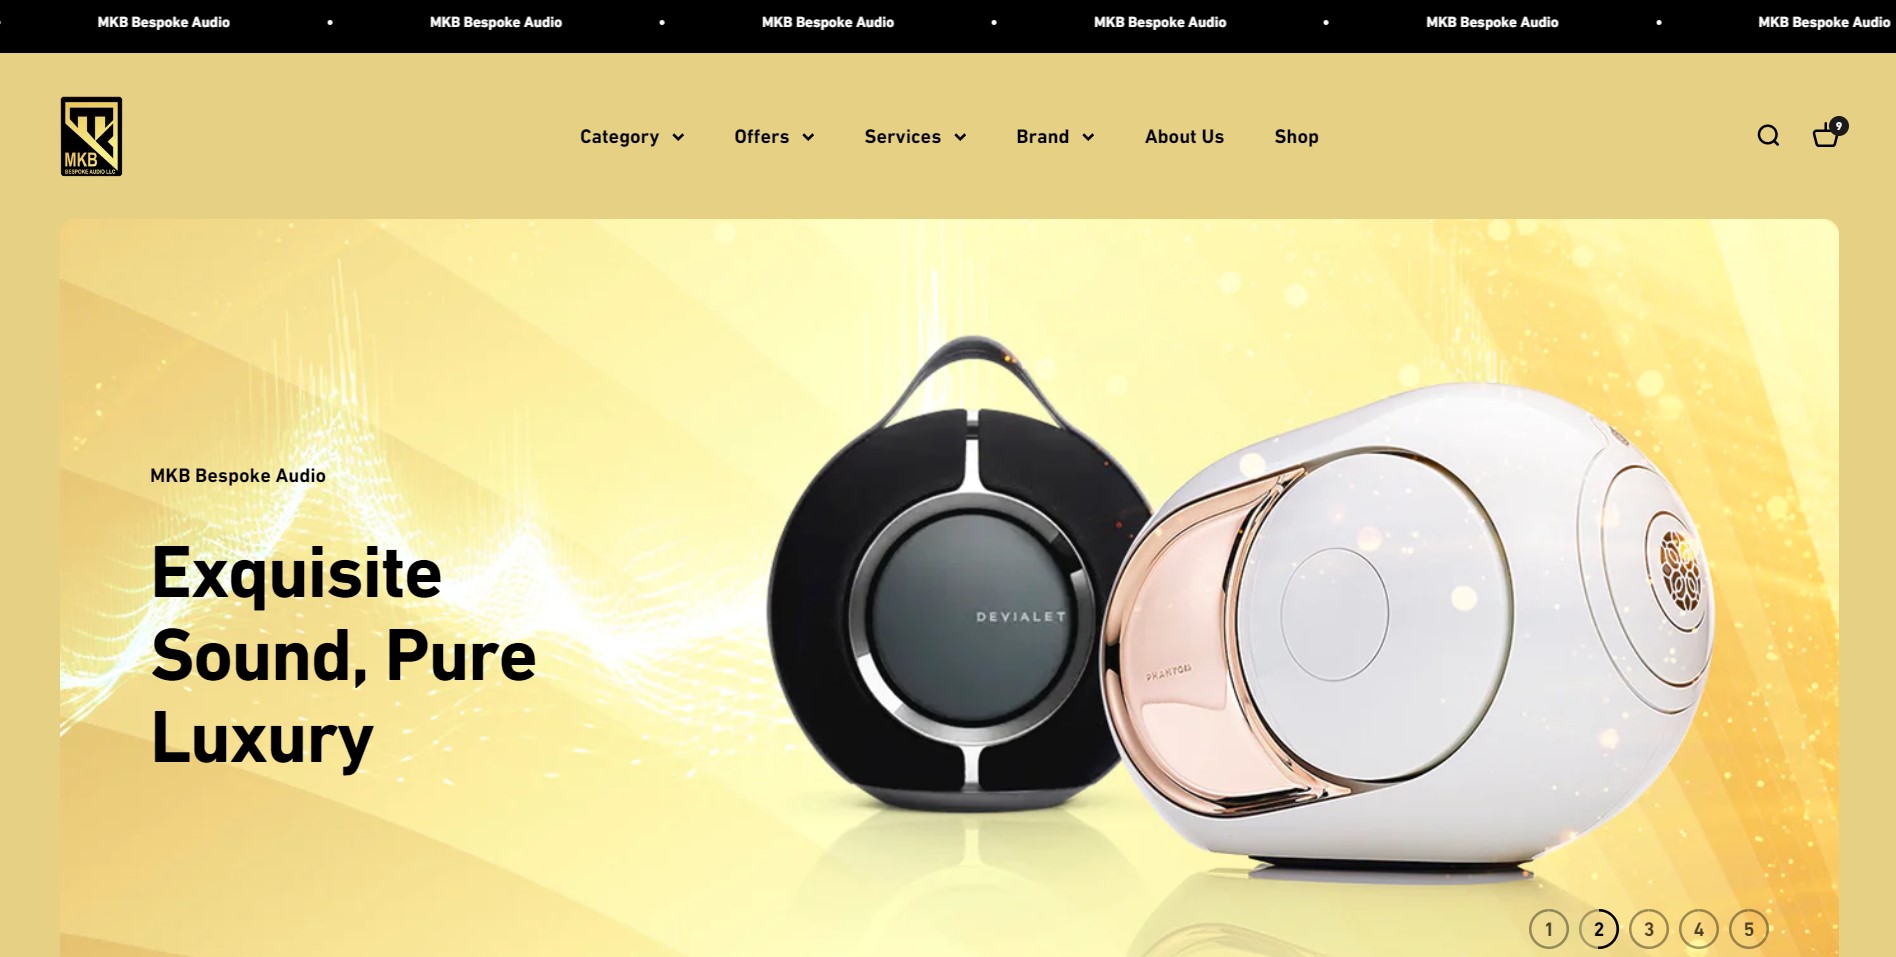 MKB Bespoke Audio • MKB Bespoke Audio • MKB Bespoke Audio • MKB Bespoke Audio • MKB Bespoke Audio • MKB Bespoke Audio
MKB
BESPOKE AUDIO LLC
Category Offers Services Brand About Us Shop
9
MKB Bespoke Audio
Exquisite
Sound, Pure
Luxury
DEVIALET
PHANTOM
1 2 3 4 5